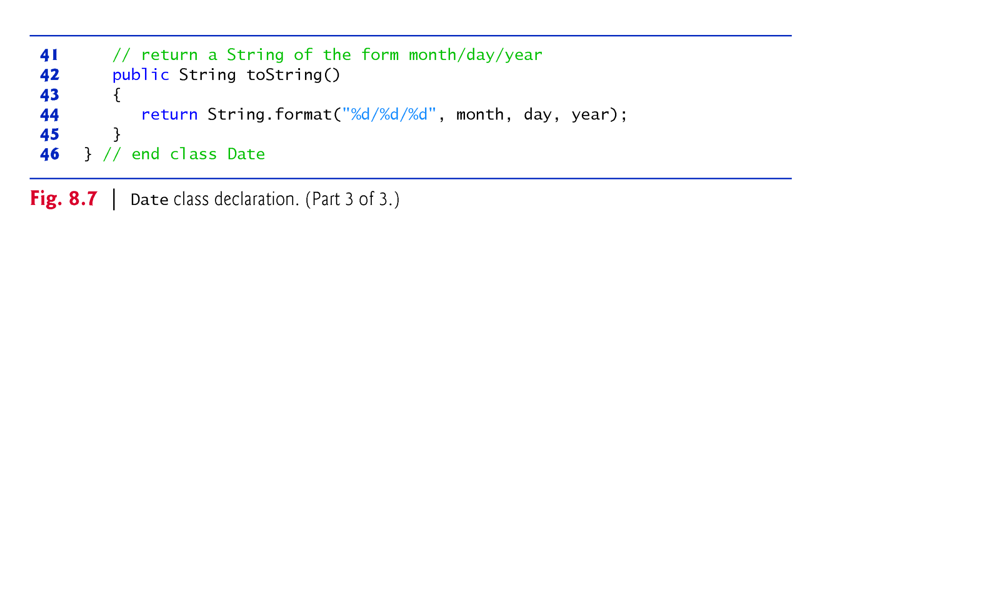 41 // return a String of the form month/day/year
42 public String toString()
43 {
44 return String.format("%d/%d/%d", month, day, year);
45 }
46 } // end class Date
Fig. 8.7 | Date class declaration. (Part 3 of 3.)